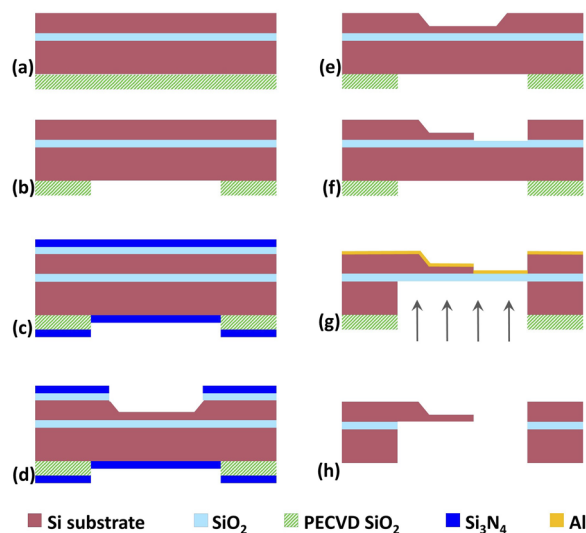 (a)
(b)
(c)
(d)
(e)
(f)
(g)
(h)
Si substrate SiO₂ PECVD SiO₂ Si₃N₄ Al